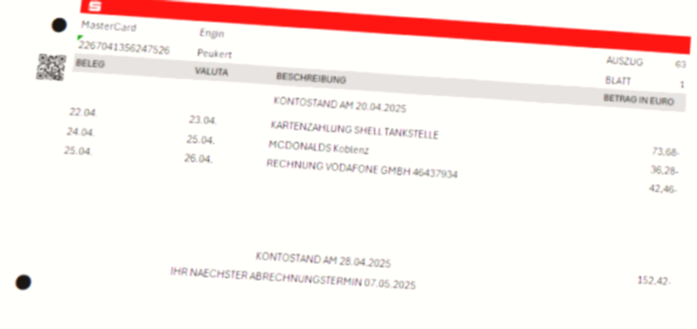 MasterCard Engin
2267041356247526 Peukert AUSZUG 63
BLATT 1
BELEG VALUTA BESCHREIBUNG BETRAG IN EURO
KONTOSTAND AM 20.04.2025
22.04. 23.04. KARTENZAHLUNG SHELL TANKSTELLE 73,68-
24.04. 25.04. MCDONALDS Koblenz 36,28-
25.04. 26.04. RECHNUNG VODAFONE GMBH 46437934 42,46-
KONTOSTAND AM 28.04.2025 152,42-
IHR NAECHSTER ABRECHNUNGSTERMIN 07.05.2025